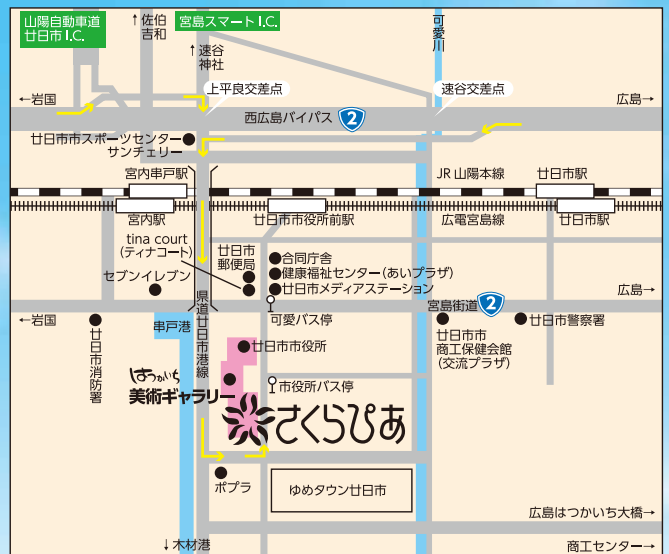 山陽自動車道
廿日市 I.C.
↑佐伯
吉和
宮島スマート I.C.
↑速谷
神社
可愛川
上平良交差点
速谷交差点
←岩国
広島→
西広島バイパス 2
廿日市市スポーツセンター
サンチェリー
宮内串戸駅
JR 山陽本線
廿日市駅
宮内駅
廿日市市役所前駅
広電宮島線
廿日市駅
tina court
(ティナコート)
廿日市
郵便局
合同庁舎
健康福祉センター(あいプラザ)
廿日市メディアステーション
セブンイレブン
←岩国
県道廿日市港線
可愛バス停
宮島街道 2
広島→
串戸港
廿日市消防署
廿日市市役所
廿日市市
商工保健会館
(交流プラザ)
廿日市警察署
はつかいち
美術ギャラリー
市役所バス停
さくらぴあ
ポプラ
ゆめタウン廿日市
広島はつかいち大橋→
↓木材港
商工センター→